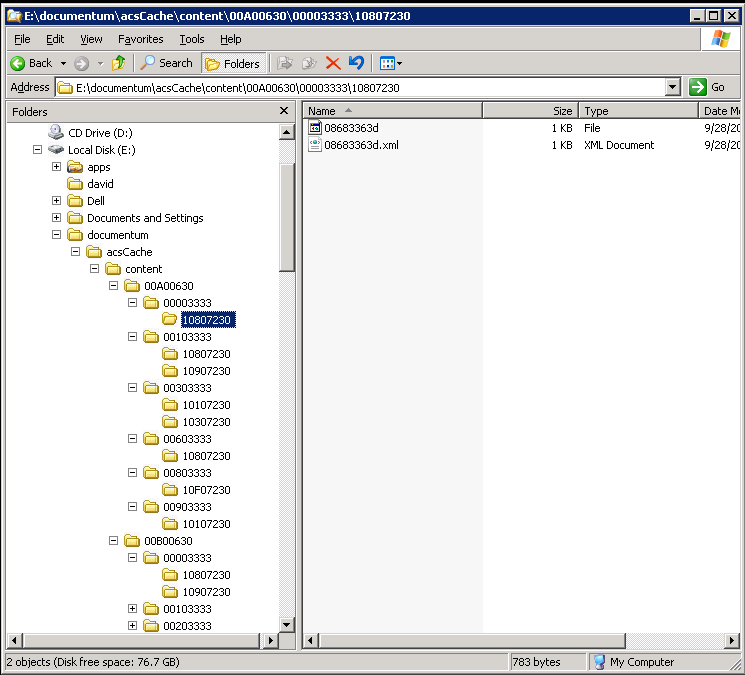 E:\documentum\acsCache\content\00A00630\00003333\10807230
File Edit View Favorites Tools Help
Back Search Folders
Address E:\documentum\acsCache\content\00A00630\00003333\10807230 Go
Folders
CD Drive (D:)
Local Disk (E:)
apps
david
Dell
Documents and Settings
documentum
acsCache
content
00A00630
00003333
10807230
00103333
10807230
10907230
00303333
10107230
10307230
00603333
10807230
00803333
10F07230
00903333
10107230
00B00630
00003333
10807230
10907230
00103333
00203333
Name Size Type Date Mo
08683363d 1 KB File 9/28/20
08683363d.xml 1 KB XML Document 9/28/20
2 objects (Disk free space: 76.7 GB) 783 bytes My Computer